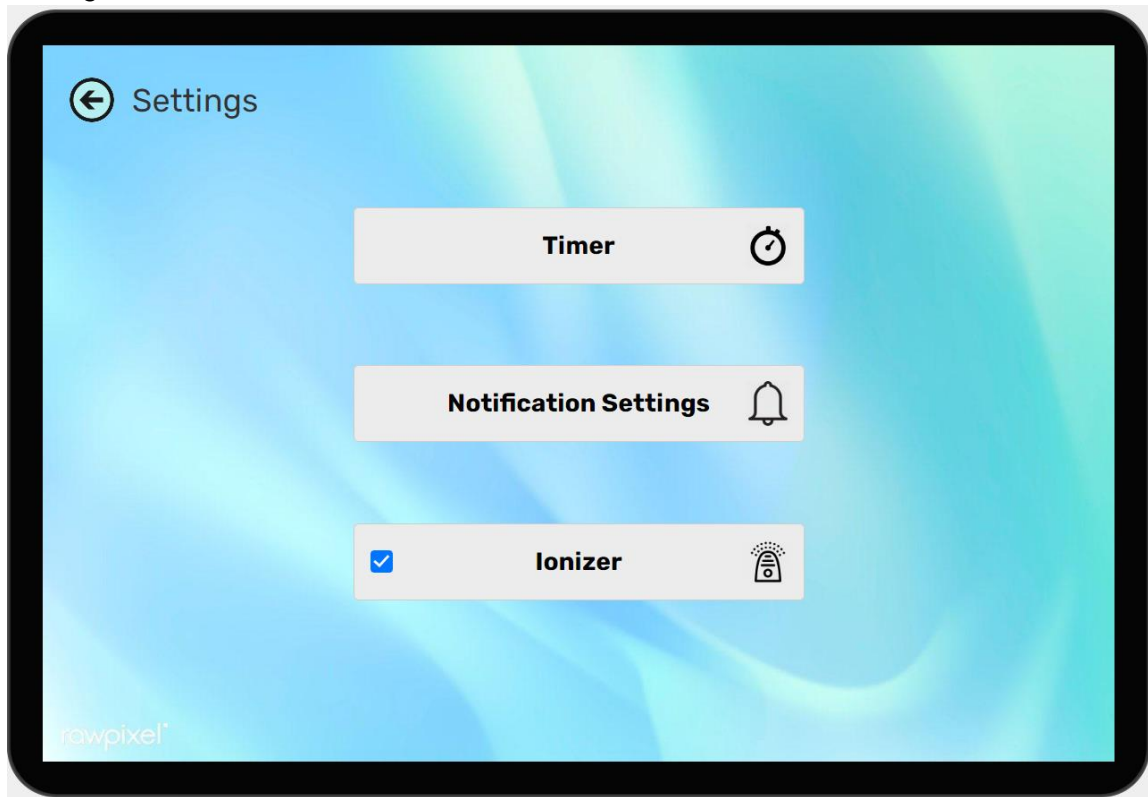 Settings
Timer
Notification Settings
Ionizer
rawpixel